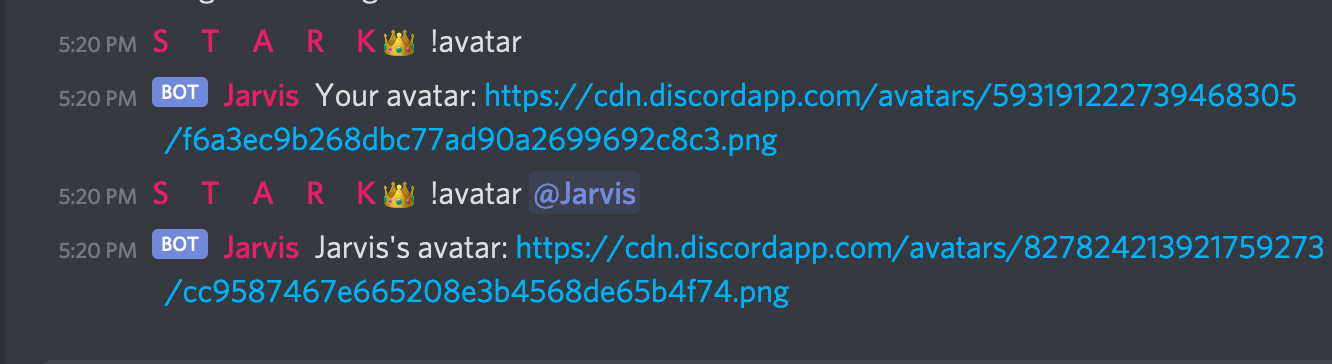 5:20 PM S T A R K👑 !avatar
5:20 PM BOT Jarvis Your avatar: https://cdn.discordapp.com/avatars/593191222739468305
/f6a3ec9b268dbc77ad90a2699692c8c3.png
5:20 PM S T A R K👑 !avatar @Jarvis
5:20 PM BOT Jarvis Jarvis's avatar: https://cdn.discordapp.com/avatars/827824213921759273
/cc9587467e665208e3b4568de65b4f74.png